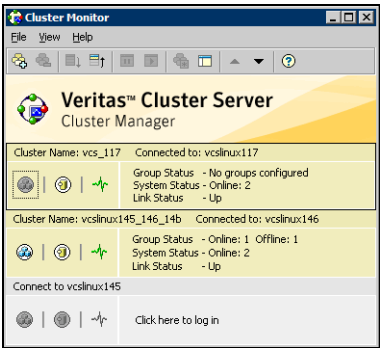 Cluster Monitor
File View Help
Veritas™ Cluster Server
Cluster Manager
Cluster Name: vcs_117 Connected to: vcslinux117
Group Status - No groups configured
System Status - Online: 2
Link Status - Up
Cluster Name: vcslinux145_146_14b Connected to: vcslinux146
Group Status - Online: 1 Offline: 1
System Status - Online: 2
Link Status - Up
Connect to vcslinux145
Click here to log in